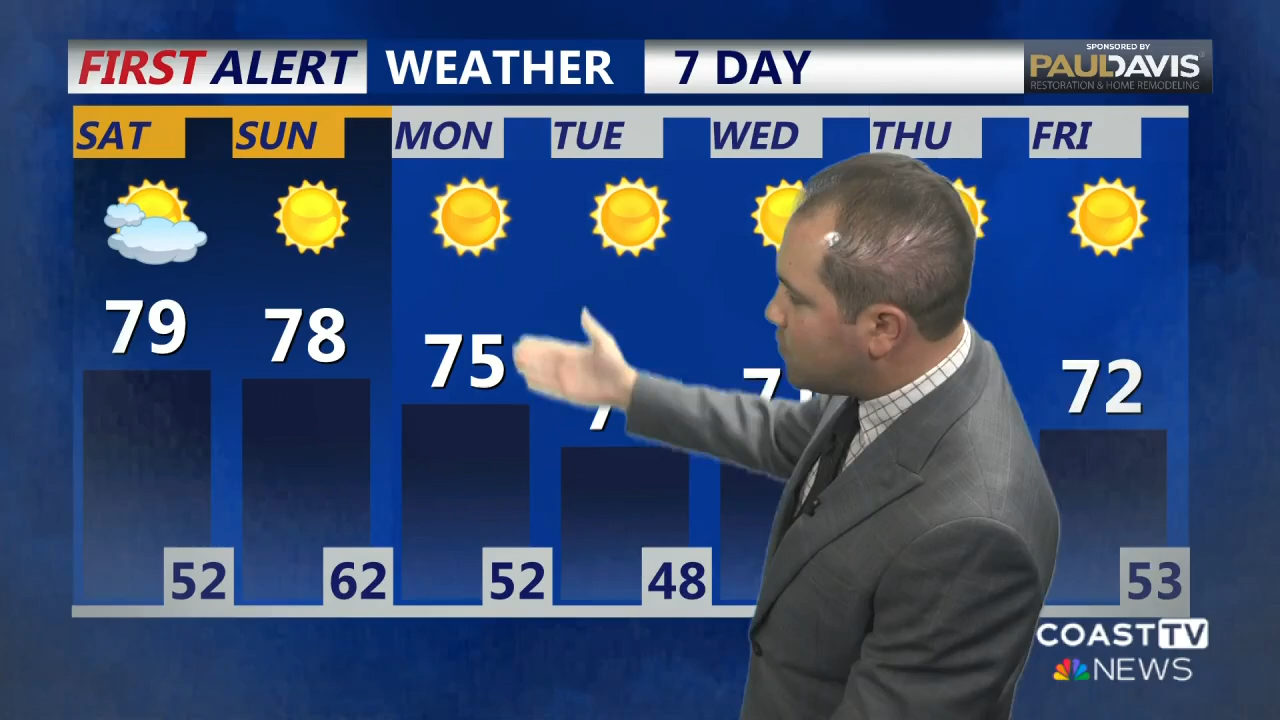 FIRST ALERT WEATHER 7 DAY
SPONSORED BY
PAUL DAVIS
RESTORATION & HOME REMODELING
SAT SUN MON TUE WED THU FRI
79 78 75 72
52 62 52 48 53
COAST TV
NEWS